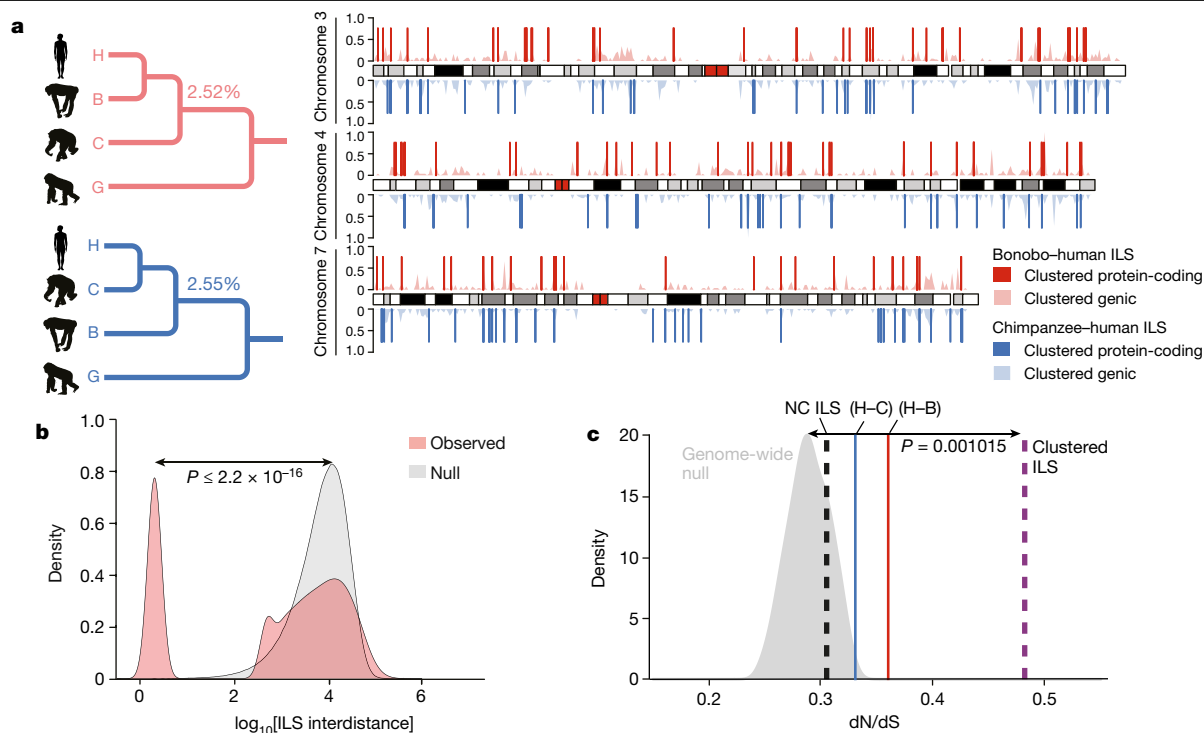 a
H
B
C
G
2.52%
H
C
B
G
2.55%
Chromosome 3
1.0
0.5
0
0
0.5
1.0
Chromosome 4
1.0
0.5
0
0
0.5
1.0
Chromosome 7
1.0
0.5
0
0
0.5
1.0
Bonobo–human ILS
Clustered protein-coding
Clustered genic
Chimpanzee–human ILS
Clustered protein-coding
Clustered genic
b
Density
1.0
0.8
0.6
0.4
0.2
0
0
2
4
6
log10[ILS interdistance]
P ≤ 2.2 × 10−16
Observed
Null
c
NC ILS (H–C) (H–B)
Genome-wide
null
P = 0.001015
Clustered
ILS
Density
20
15
10
5
0
0.2
0.3
0.4
0.5
dN/dS